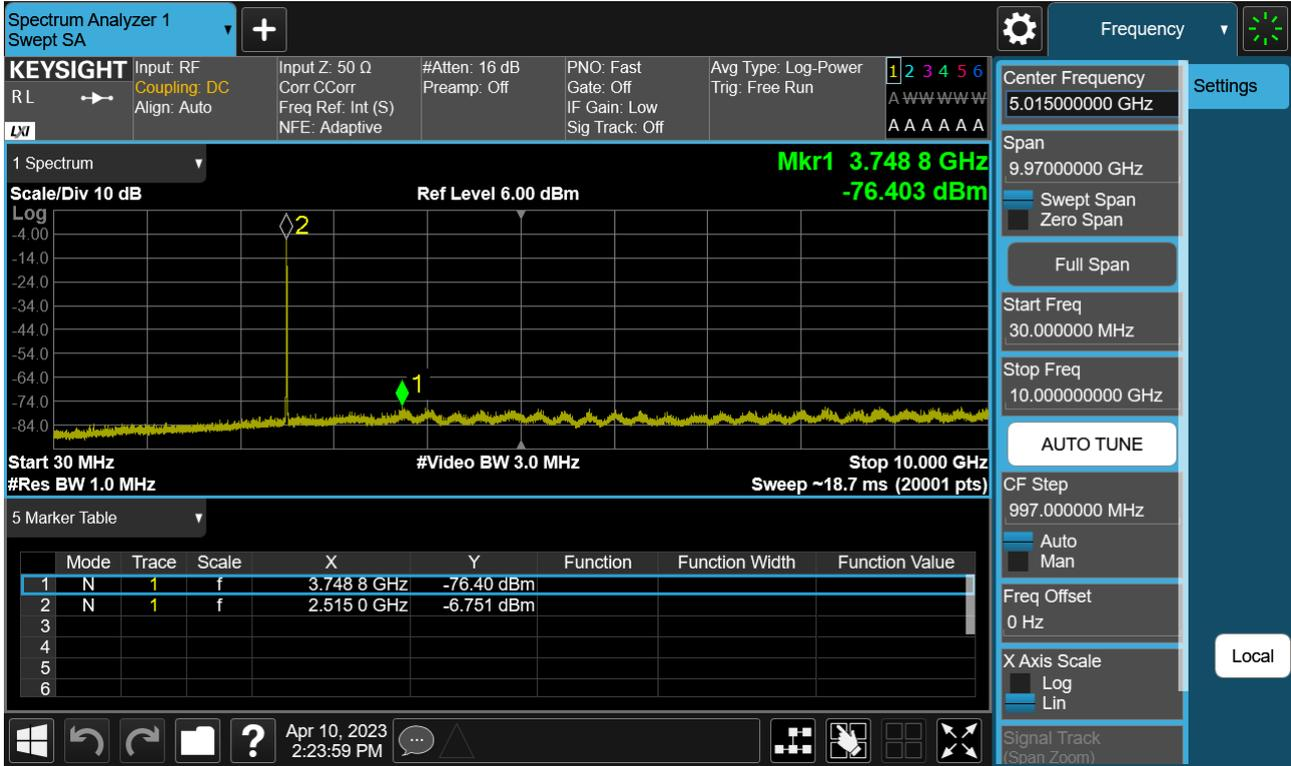 Spectrum Analyzer 1
Swept SA
Frequency
KEYSIGHT
RL
LXI
Input: RF
Coupling: DC
Align: Auto
Input Z: 50 Ω
Corr CCorr
Freq Ref: Int (S)
NFE: Adaptive
#Atten: 16 dB
Preamp: Off
PNO: Fast
Gate: Off
IF Gain: Low
Sig Track: Off
Avg Type: Log-Power
Trig: Free Run
1 2 3 4 5 6
A W W W W W
A A A A A A
1 Spectrum
Mkr1 3.748 8 GHz
-76.403 dBm
Scale/Div 10 dB
Ref Level 6.00 dBm
Log
-4.00
-14.0
-24.0
-34.0
-44.0
-54.0
-64.0
-74.0
-84.0
2
1
Start 30 MHz
#Video BW 3.0 MHz
Stop 10.000 GHz
#Res BW 1.0 MHz
Sweep ~18.7 ms (20001 pts)
5 Marker Table
Mode Trace Scale X Y Function Function Width Function Value
1 N 1 f 3.748 8 GHz -76.40 dBm
2 N 1 f 2.515 0 GHz -6.751 dBm
3
4
5
6
Apr 10, 2023
2:23:59 PM
Center Frequency
5.015000000 GHz
Settings
Span
9.97000000 GHz
Swept Span
Zero Span
Full Span
Start Freq
30.000000 MHz
Stop Freq
10.000000000 GHz
AUTO TUNE
CF Step
997.000000 MHz
Auto
Man
Freq Offset
0 Hz
X Axis Scale
Log
Lin
Local
Signal Track
(Span Zoom)